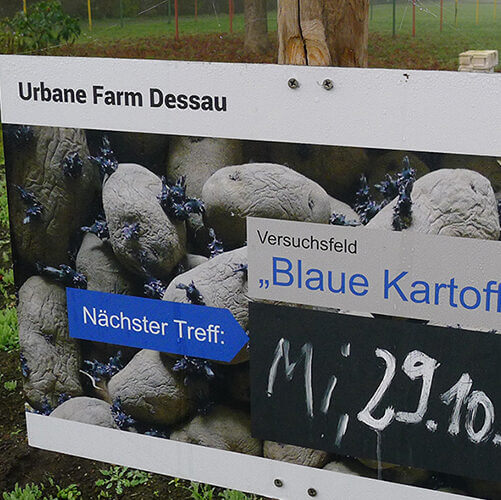 Urbane Farm Dessau
Versuchsfeld
„Blaue Kartoff
Nächster Treff:
Mi, 29.10.